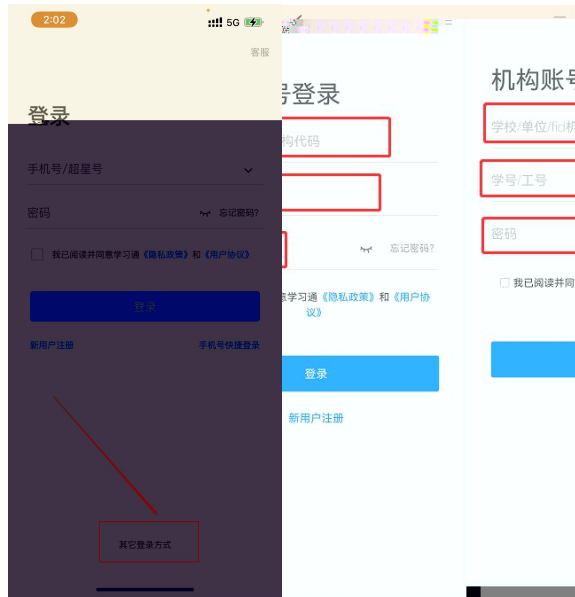 2:02
5G
客服
登录
手机号/超星号
密码
忘记密码?
我已阅读并同意学习通《隐私政策》和《用户协议》
登录
新用户注册
手机号快捷登录
其它登录方式
号登录
构代码
忘记密码?
意学习通《隐私政策》和《用户协
议》
登录
新用户注册
机构账号
学校/单位/fid机
学号/工号
密码
我已阅读并同